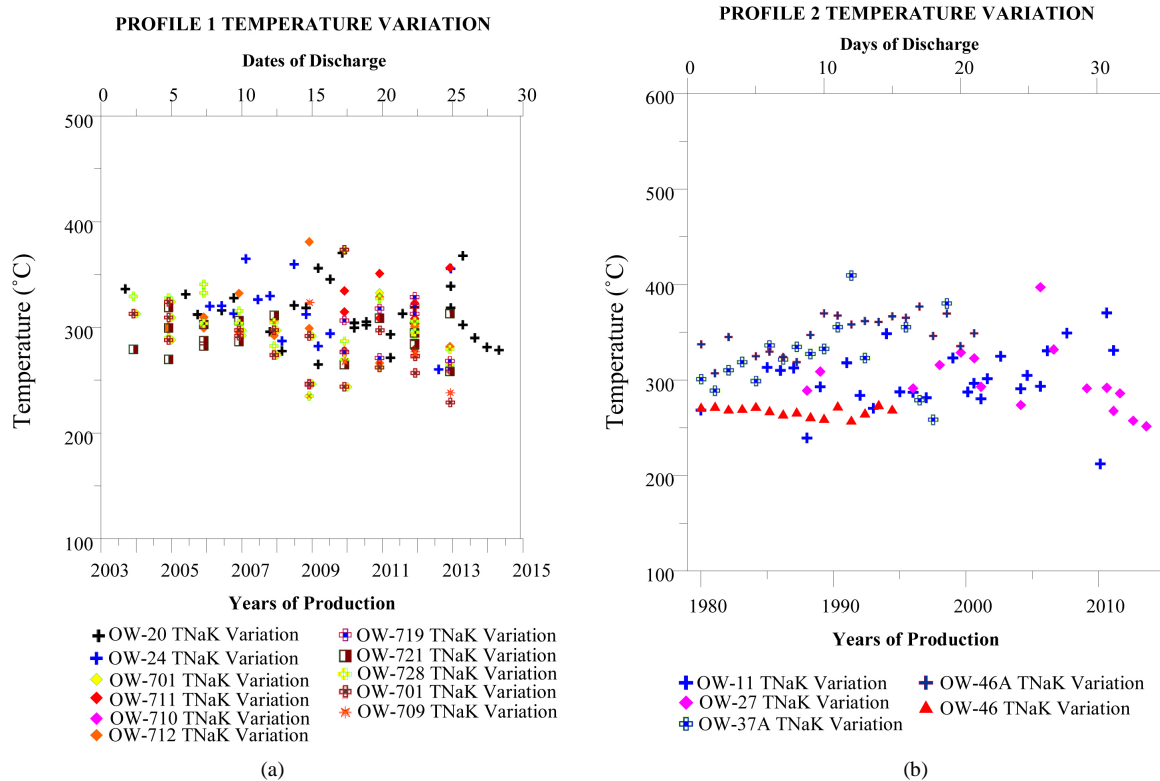 PROFILE 1 TEMPERATURE VARIATION
Dates of Discharge
0 5 10 15 20 25 30
500
400
300
200
100
Temperature (˚C)
2003 2005 2007 2009 2011 2013 2015
Years of Production
OW-20 TNaK Variation
OW-24 TNaK Variation
OW-701 TNaK Variation
OW-711 TNaK Variation
OW-710 TNaK Variation
OW-712 TNaK Variation
OW-719 TNaK Variation
OW-721 TNaK Variation
OW-728 TNaK Variation
OW-701 TNaK Variation
OW-709 TNaK Variation
(a)
PROFILE 2 TEMPERATURE VARIATION
Days of Discharge
0 10 20 30
600
500
400
300
200
100
Temperature (˚C)
1980 1990 2000 2010
Years of Production
OW-11 TNaK Variation
OW-27 TNaK Variation
OW-37A TNaK Variation
OW-46A TNaK Variation
OW-46 TNaK Variation
(b)